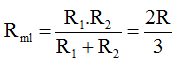 R_ml = (R_1.R_2)/(R_1 + R_2) = 2R/3